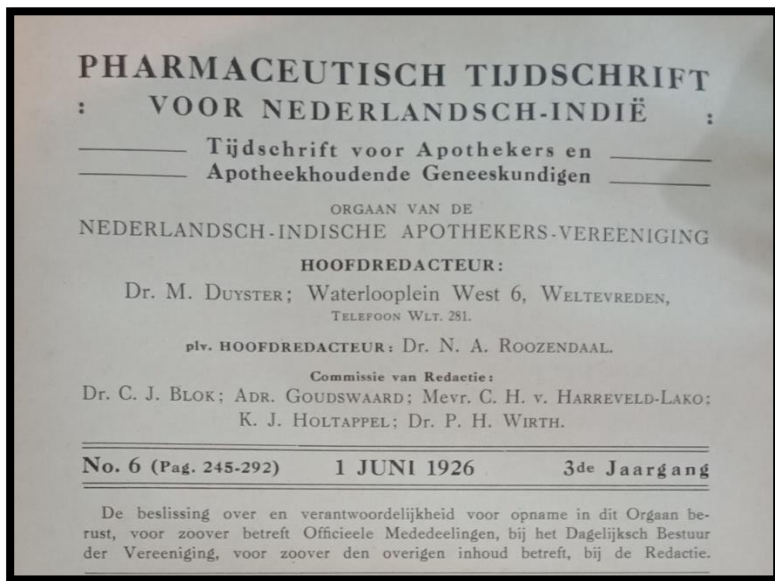 PHARMACEUTISCH TIJDSCHRIFT
: VOOR NEDERLANDSCH-INDIË :
Tijdschrift voor Apothekers en
Apotheekhoudende Geneeskundigen
ORGAAN VAN DE
NEDERLANDSCH-INDISCHE APOTHEKERS-VEREENIGING
HOOFDREDACTEUR:
Dr. M. DUYSTER; Waterlooplein West 6, WELTEVREDEN,
TELEFOON WLT. 281.
plv. HOOFDREDACTEUR: Dr. N. A. ROOZENDAAL.
Commissie van Redactie:
Dr. C. J. BLOK; ADR. GOUDSWAARD; Mevr. C. H. v. HARREVELD-LAKO;
K. J. HOLTAPPEL; Dr. P. H. WIRTH.
No. 6 (Pag. 245-292) 1 JUNI 1926 3de Jaargang
De beslissing over en verantwoordelijkheid voor opname in dit Orgaan be-
rust, voor zoover betreft Officieele Mededeelingen, bij het Dagelijksch Bestuur
der Vereeniging, voor zoover den overigen inhoud betreft, bij de Redactie.